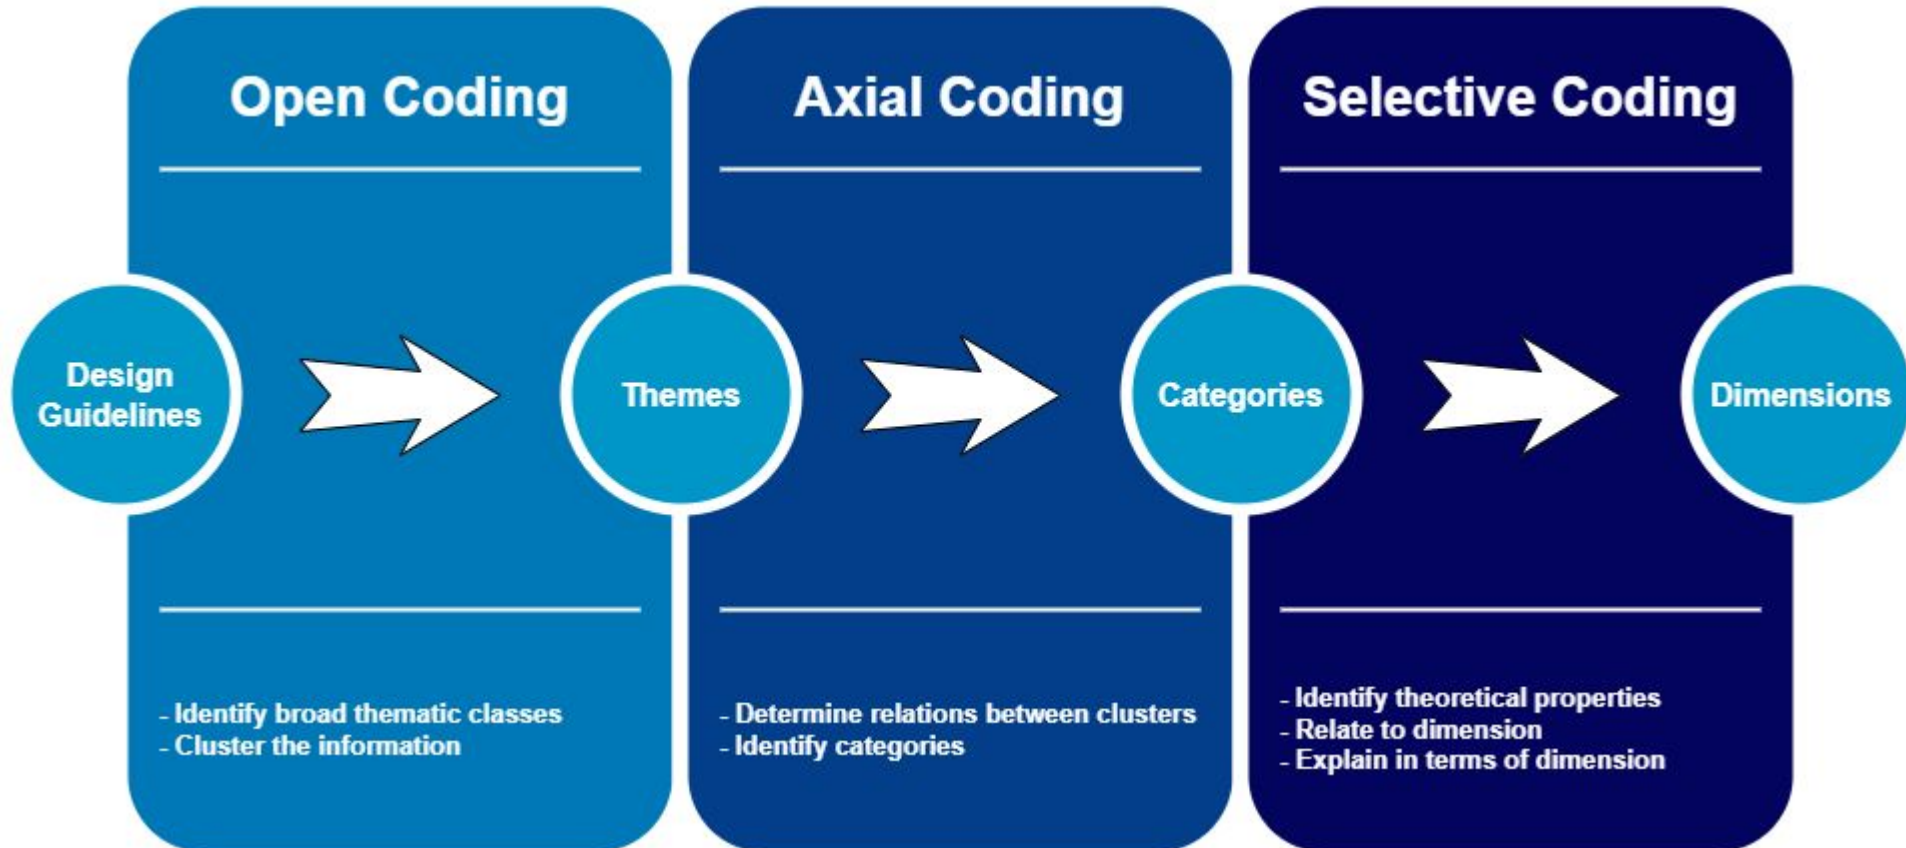 Open Coding
Axial Coding
Selective Coding
Design
Guidelines
Themes
Categories
Dimensions
- Identify broad thematic classes
- Cluster the information
- Determine relations between clusters
- Identify categories
- Identify theoretical properties
- Relate to dimension
- Explain in terms of dimension